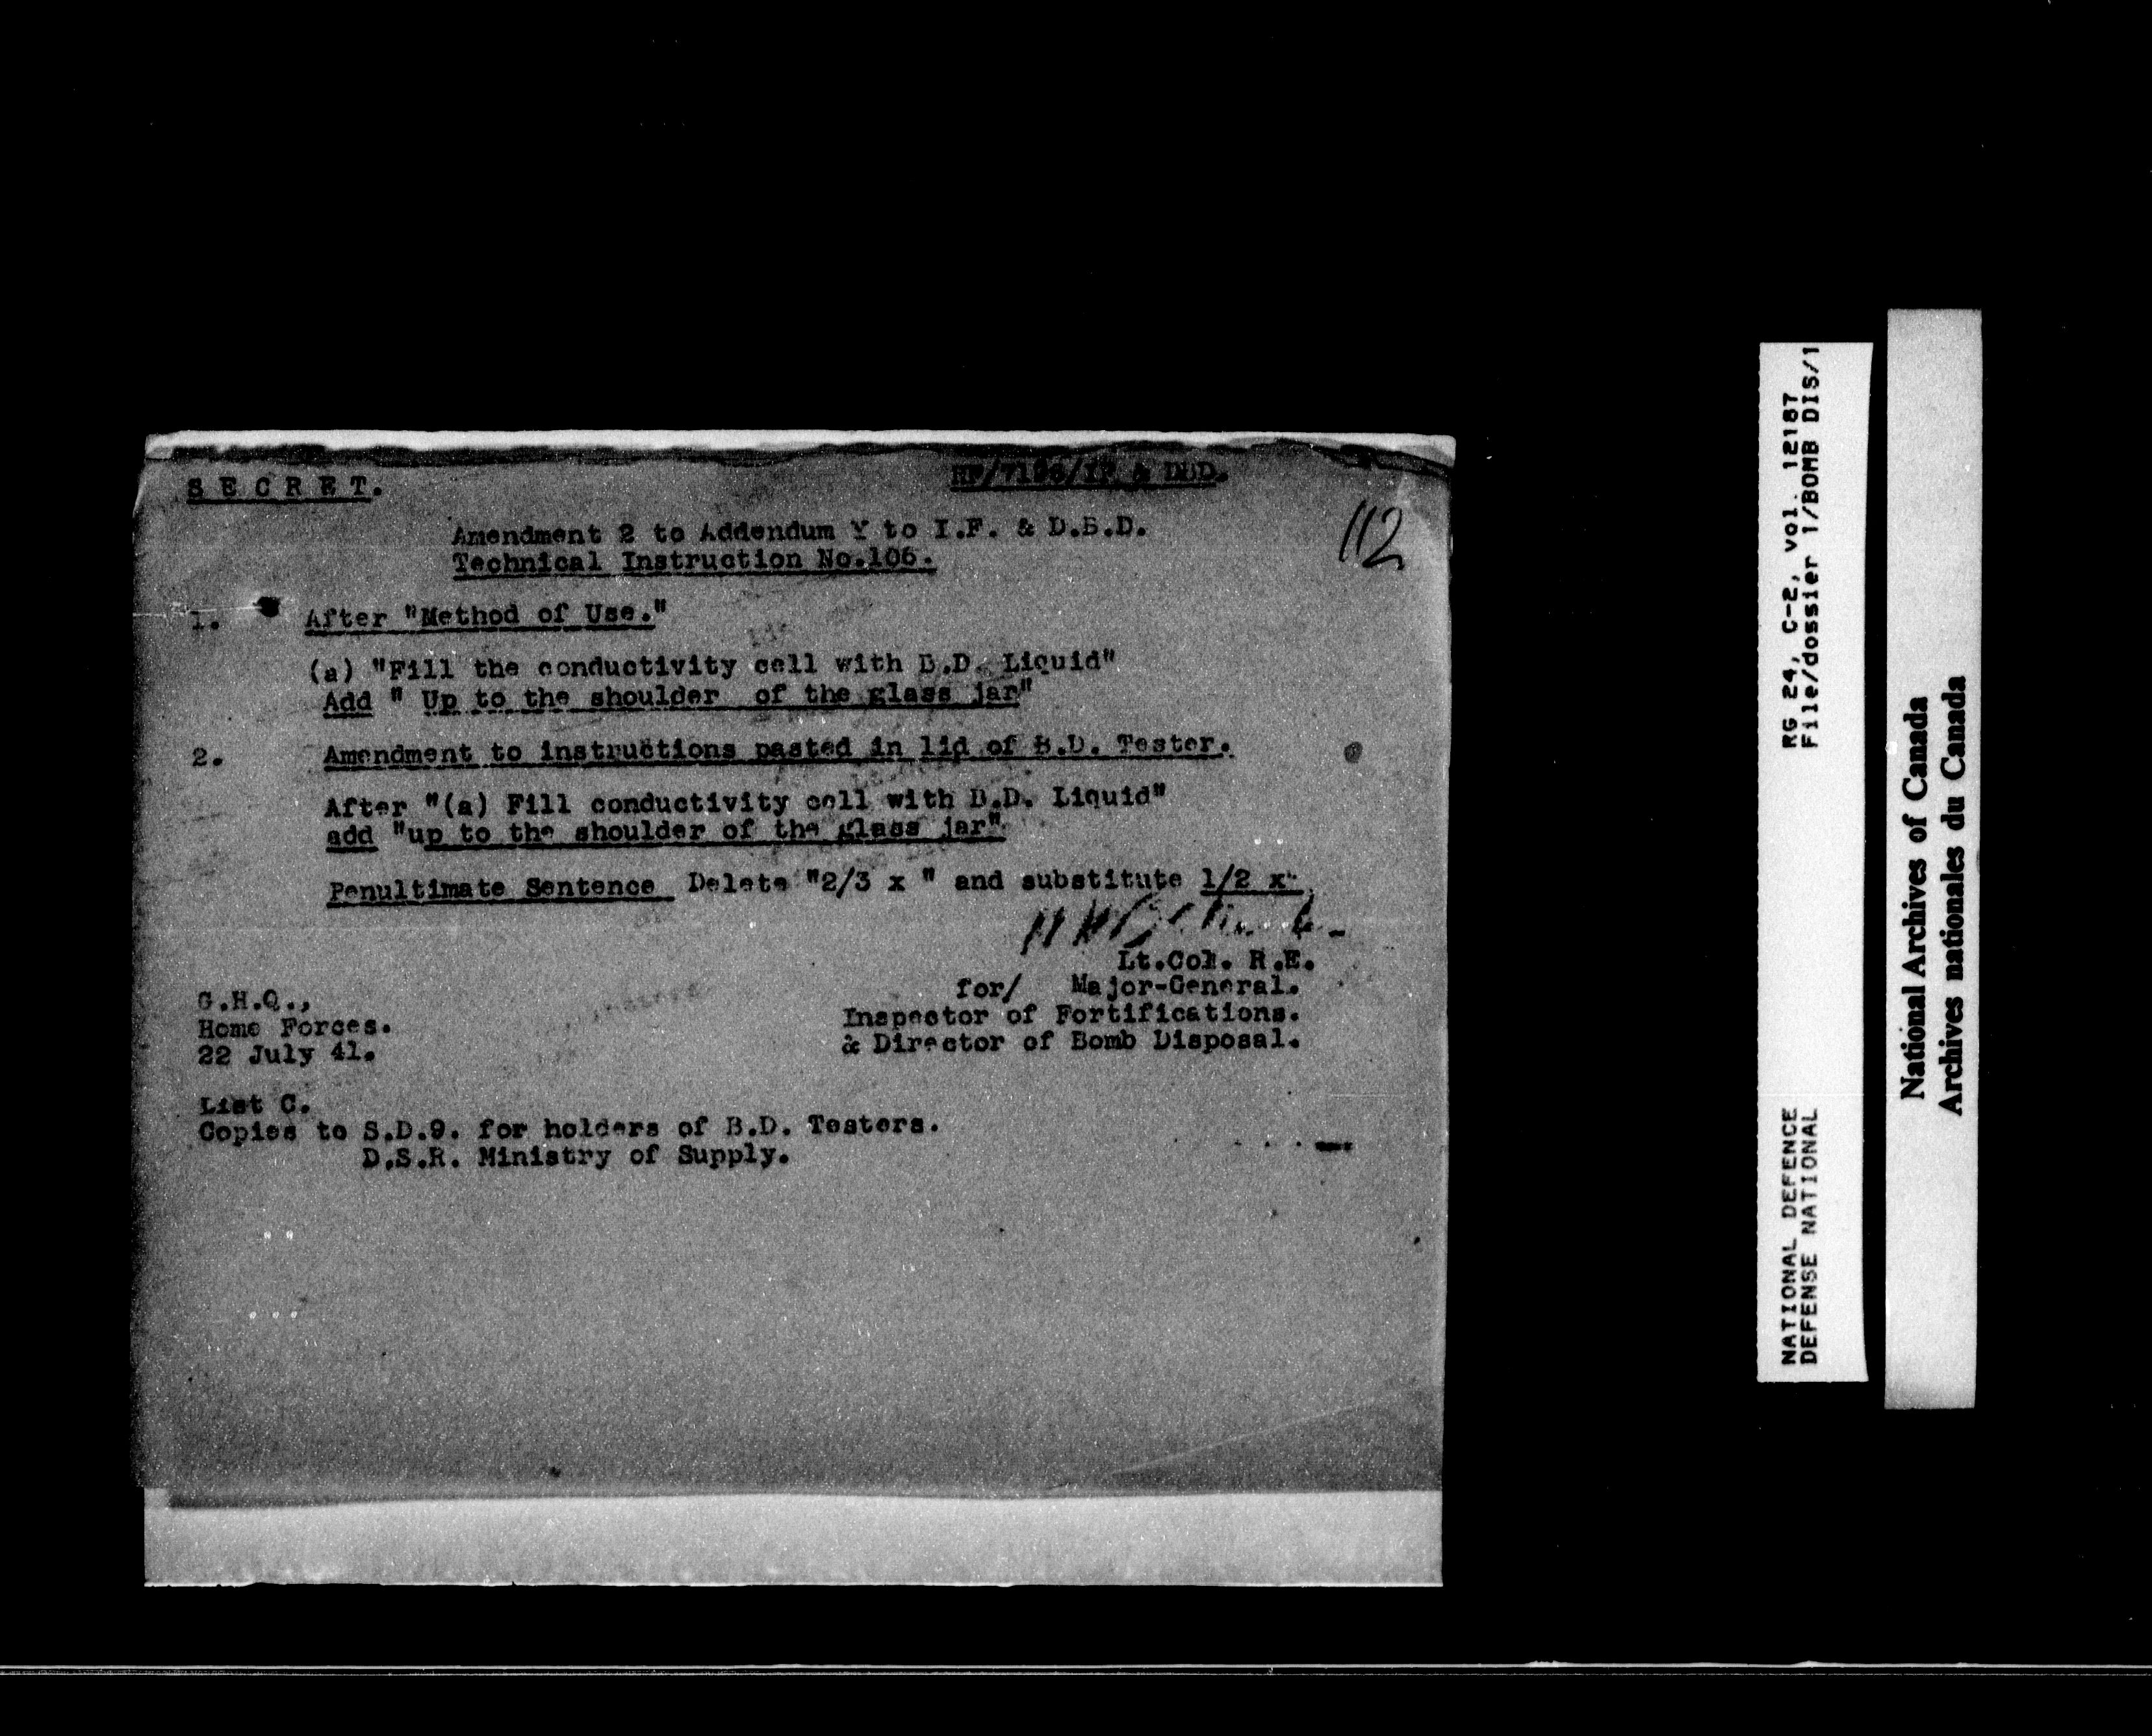 S E C R E T.
& DBD.
112
Amendment 2 to Addendum Y to I.F. & D.B.D.
Technical Instruction No.106.
1. After "Method of Use."
(a) "Fill the conductivity cell with B.D. Liquid"
Add " Up to the shoulder of the glass jar"
2. Amendment to instructions pasted in lid of B.D. Tester.
After "(a) Fill conductivity cell with B.D. Liquid"
add "up to the shoulder of the glass jar"
Penultimate Sentence Delete "2/3 x " and substitute 1/2 x"
Lt.Col. R.E.
for/ Major-General.
Inspector of Fortifications.
& Director of Bomb Disposal.
G.H.Q.,
Home Forces.
22 July 41.
List C.
Copies to S.D.9. for holders of B.D. Testers.
D.S.R. Ministry of Supply.
RG 24, C-2, vol. 12187
File/dossier 1/BOMB DIS/1
NATIONAL DEFENCE
DEFENSE NATIONAL
National Archives of Canada
Archives nationales du Canada